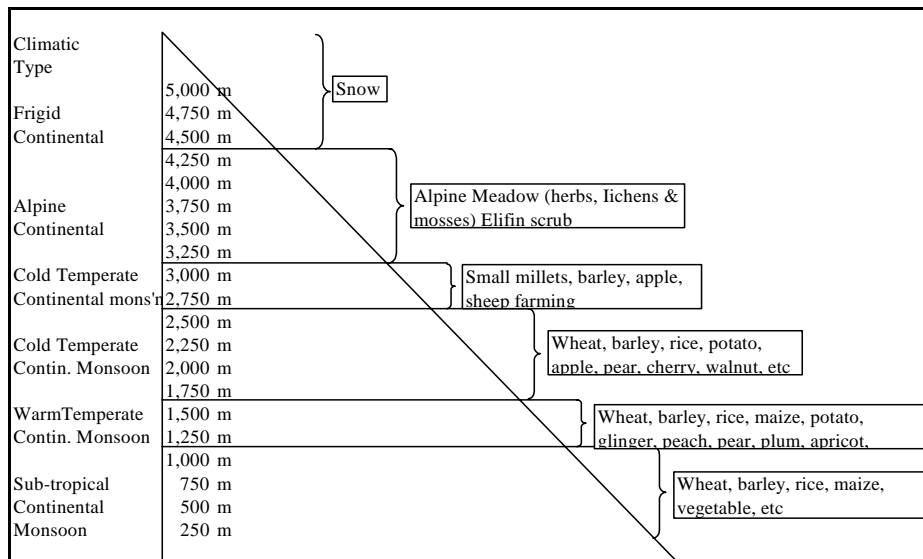 Climatic
Type
5,000 m
Snow
Frigid
4,750 m
Continental
4,500 m
4,250 m
4,000 m
Alpine Meadow (herbs, Iichens &
mosses) Elifin scrub
Alpine
3,750 m
Continental
3,500 m
3,250 m
Cold Temperate
3,000 m
Small millets, barley, apple,
sheep farming
Continental mons'n
2,750 m
2,500 m
Cold Temperate
2,250 m
Wheat, barley, rice, potato,
apple, pear, cherry, walnut, etc
Contin. Monsoon
2,000 m
1,750 m
WarmTemperate
1,500 m
Wheat, barley, rice, maize, potato,
glinger, peach, pear, plum, apricot,
Contin. Monsoon
1,250 m
1,000 m
Sub-tropical
750 m
Wheat, barley, rice, maize,
vegetable, etc
Continental
500 m
Monsoon
250 m